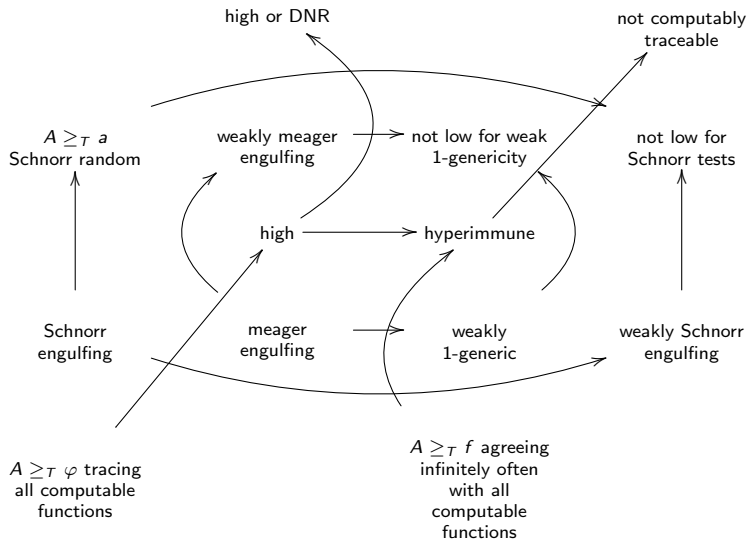 high or DNR
not computably
traceable
A ≥_T a
Schnorr random
weakly meager
engulfing
not low for weak
1-genericity
not low for
Schnorr tests
high
hyperimmune
Schnorr
engulfing
meager
engulfing
weakly
1-generic
weakly Schnorr
engulfing
A ≥_T φ tracing
all computable
functions
A ≥_T f agreeing
infinitely often
with all
computable
functions